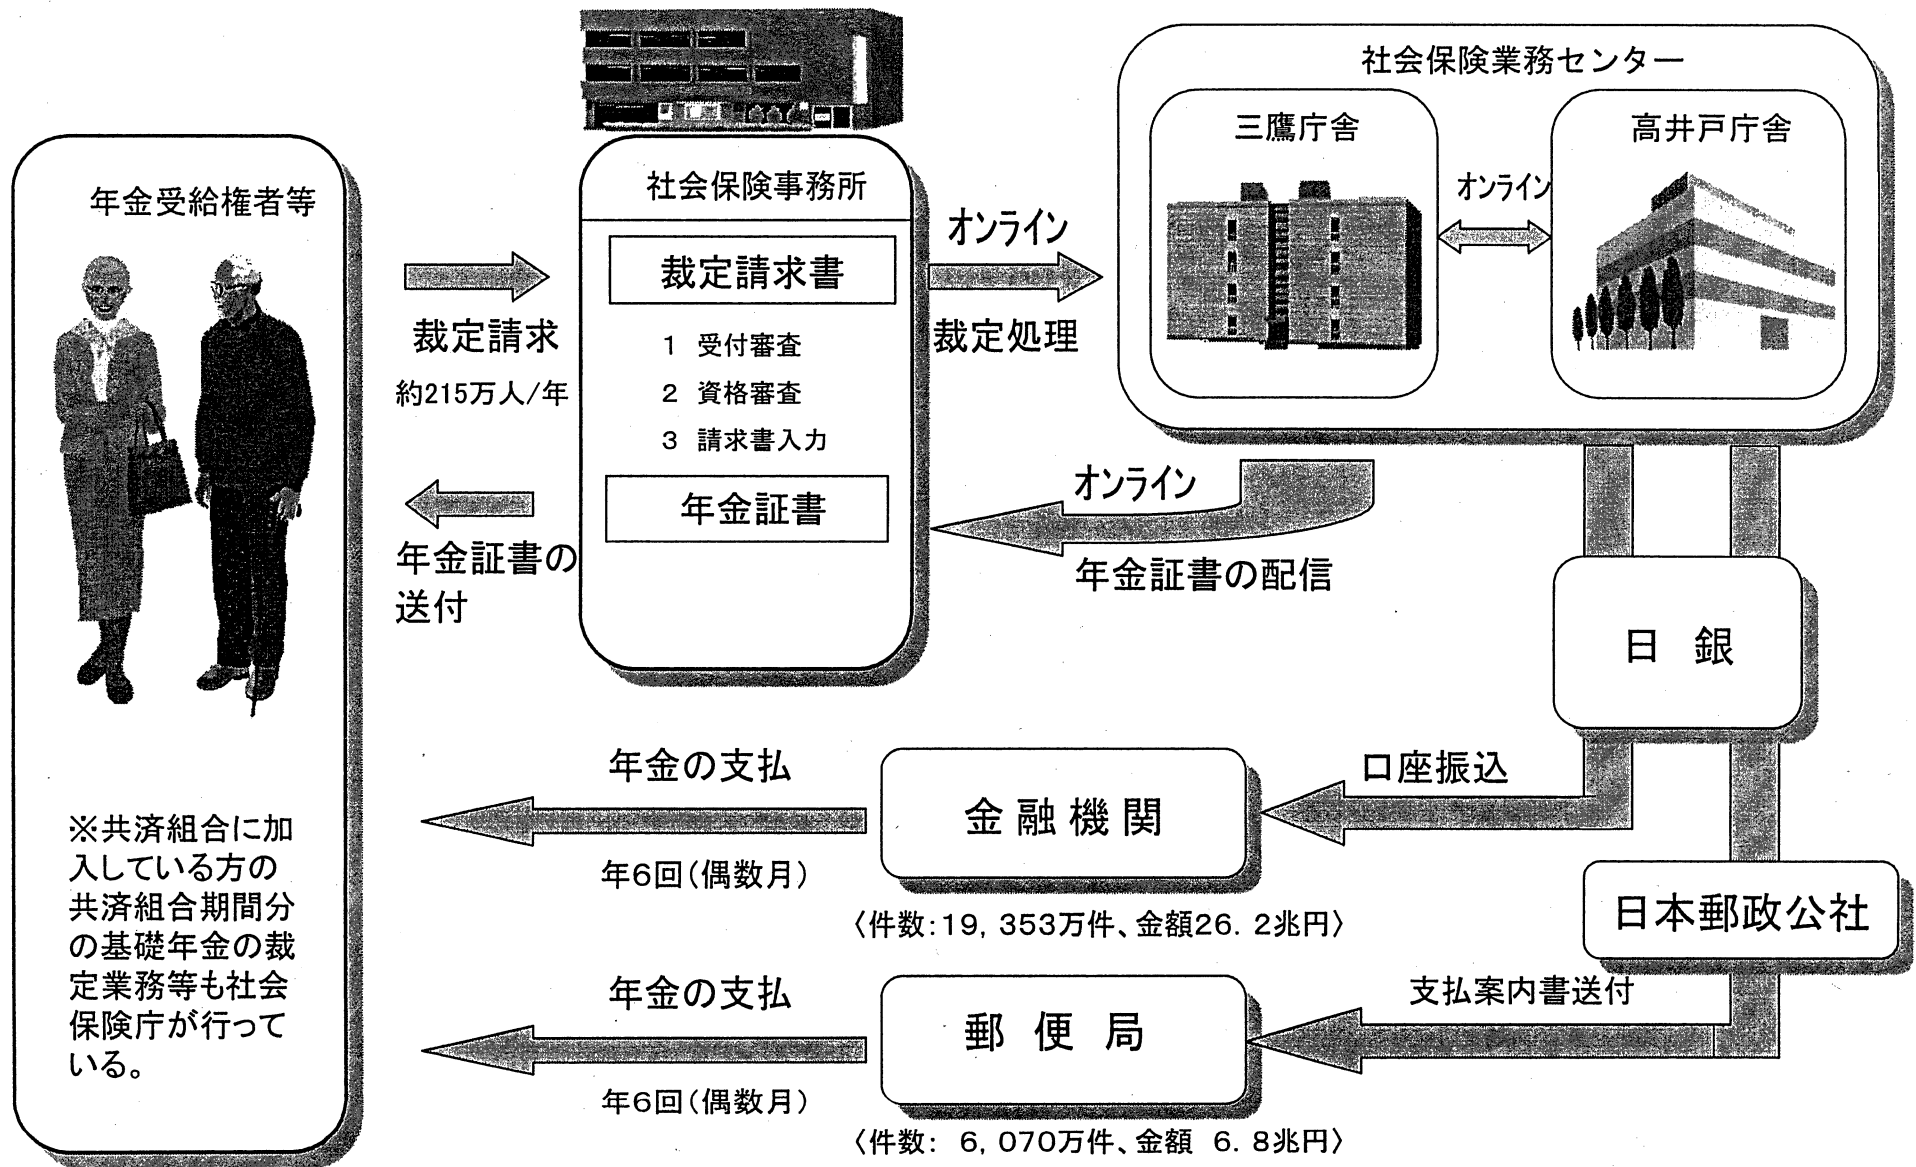 社会保険業務センター
三鷹庁舎
高井戸庁舎
オンライン
年金受給権者等
社会保険事務所
裁定請求書
1 受付審査
2 資格審査
3 請求書入力
年金証書
裁定請求
約215万人/年
オンライン
裁定処理
年金証書の
送付
オンライン
年金証書の配信
日 銀
年金の支払
金融機関
口座振込
年6回(偶数月)
〈件数:19, 353万件、金額26. 2兆円〉
日本郵政公社
年金の支払
郵 便 局
支払案内書送付
年6回(偶数月)
〈件数: 6, 070万件、金額 6. 8兆円〉
※共済組合に加
入している方の
共済組合期間分
の基礎年金の裁
定業務等も社会
保険庁が行って
いる。